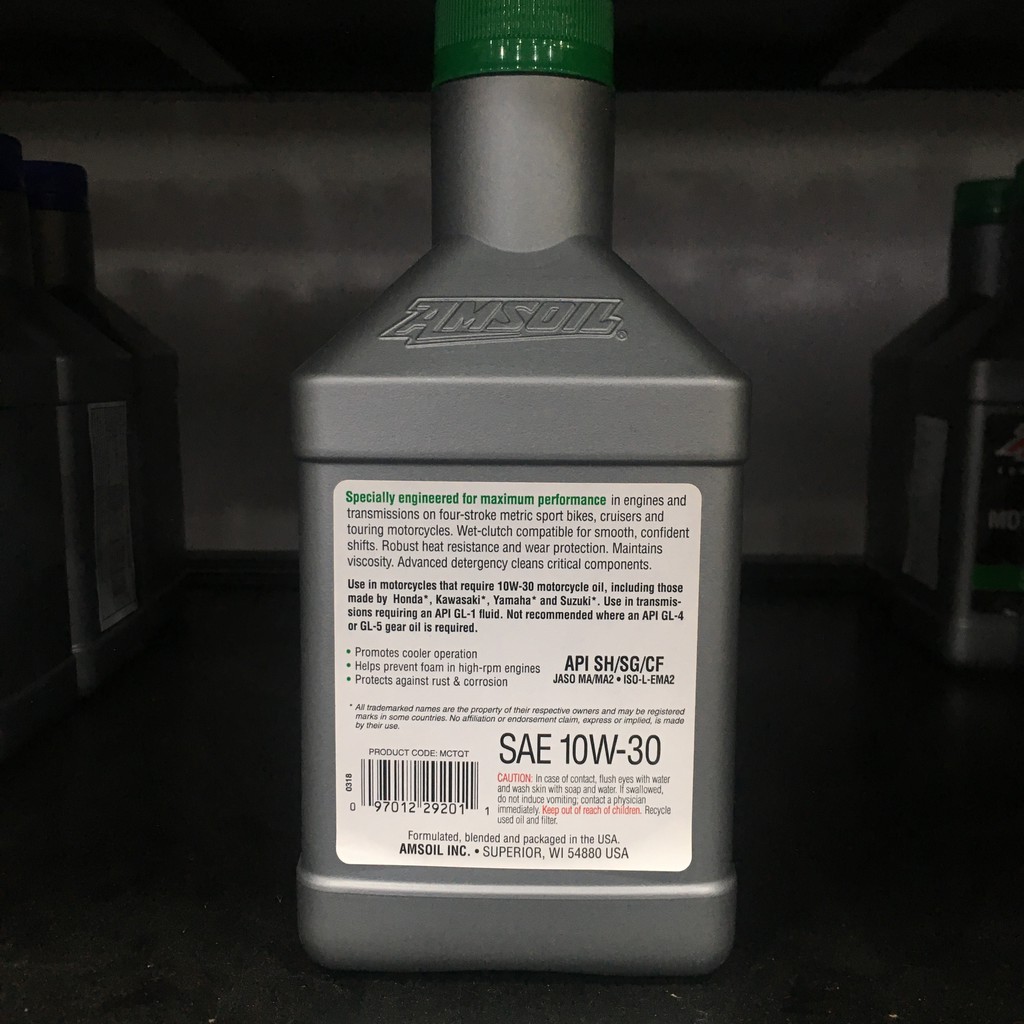 AMSOIL®
Specially engineered for maximum performance in engines and
transmissions on four-stroke metric sport bikes, cruisers and
touring motorcycles. Wet-clutch compatible for smooth, confident
shifts. Robust heat resistance and wear protection. Maintains
viscosity. Advanced detergency cleans critical components.
Use in motorcycles that require 10W-30 motorcycle oil, including those
made by Honda*, Kawasaki*, Yamaha* and Suzuki*. Use in transmis-
sions requiring an API GL-1 fluid. Not recommended where an API GL-4
or GL-5 gear oil is required.
• Promotes cooler operation
• Helps prevent foam in high-rpm engines
• Protects against rust & corrosion
API SH/SG/CF
JASO MA/MA2 • ISO-L-EMA2
* All trademarked names are the property of their respective owners and may be registered
marks in some countries. No affiliation or endorsement claim, express or implied, is made
by their use.
PRODUCT CODE: MCTQT
0318
0 97012 29201 1
SAE 10W-30
CAUTION: In case of contact, flush eyes with water
and wash skin with soap and water. If swallowed,
do not induce vomiting; contact a physician
immediately. Keep out of reach of children. Recycle
used oil and filter.
Formulated, blended and packaged in the USA.
AMSOIL INC. • SUPERIOR, WI 54880 USA